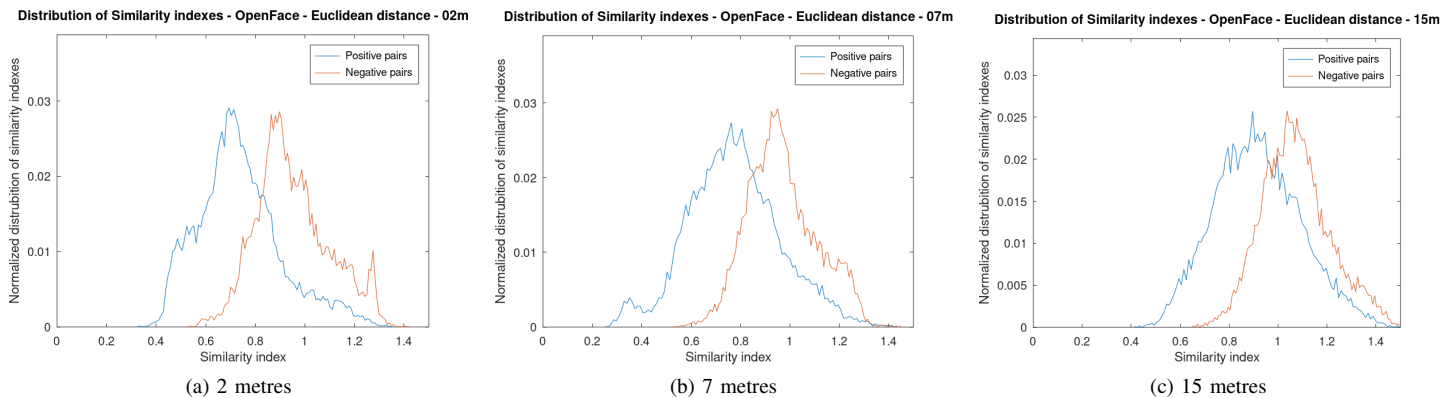 Distribution of Similarity indexes - OpenFace - Euclidean distance - 02m
Normalized distrubition of similarity indexes
0.03
0.02
0.01
0
Positive pairs
Negative pairs
0 0.2 0.4 0.6 0.8 1 1.2 1.4
Similarity index
(a) 2 metres
Distribution of Similarity indexes - OpenFace - Euclidean distance - 07m
Normalized distrubition of similarity indexes
0.03
0.02
0.01
0
Positive pairs
Negative pairs
0 0.2 0.4 0.6 0.8 1 1.2 1.4
Similarity index
(b) 7 metres
Distribution of Similarity indexes - OpenFace - Euclidean distance - 15m
Normalized distrubition of similarity indexes
0.03
0.025
0.02
0.015
0.01
0.005
0
Positive pairs
Negative pairs
0 0.2 0.4 0.6 0.8 1 1.2 1.4
Similarity index
(c) 15 metres